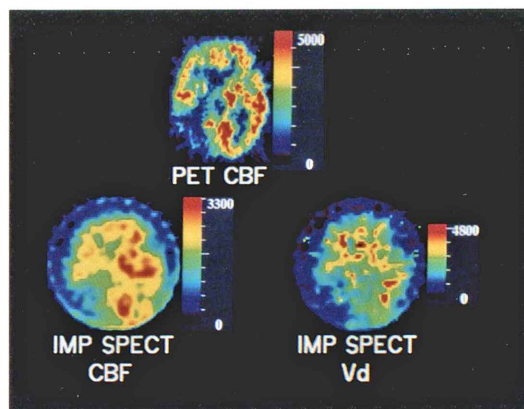 5000
0
PET CBF
3300
0
4800
0
IMP SPECT
CBF
IMP SPECT
Vd